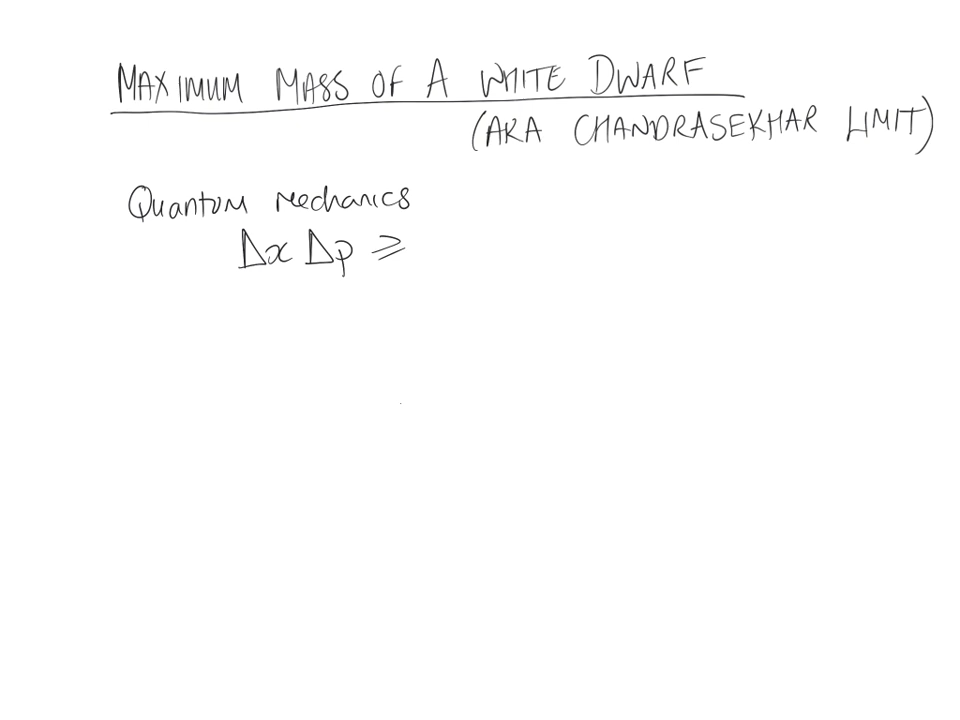 MAXIMUM MASS OF A WHITE DWARF
(AKA CHANDRASEKHAR LIMIT)
Quantum Mechanics
Δx Δp ⩾